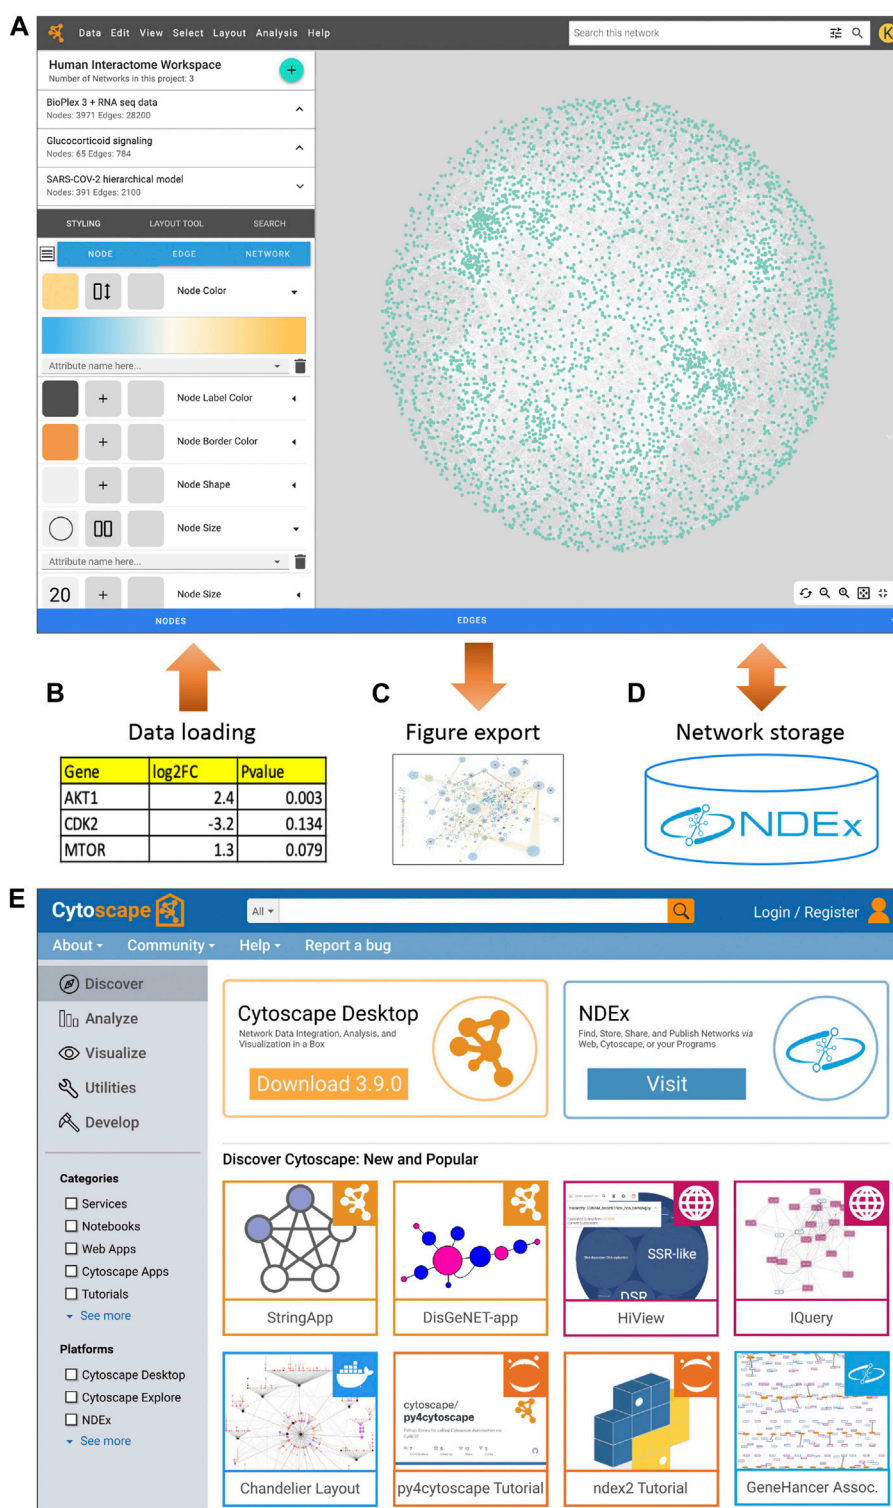 A
Data Edit View Select Layout Analysis Help
Search this network
K
Human Interactome Workspace
Number of Networks in this project: 3
+
BioPlex 3 + RNA seq data
Nodes: 3971 Edges: 28200
Glucocorticoid signaling
Nodes: 65 Edges: 784
SARS-COV-2 hierarchical model
Nodes: 391 Edges: 2100
STYLING LAYOUT TOOL SEARCH
NODE EDGE NETWORK
Node Color
Attribute name here...
+ Node Label Color
+ Node Border Color
+ Node Shape
Node Size
Attribute name here...
20 + Node Size
NODES EDGES
B C D
Data loading Figure export Network storage
Gene log2FC Pvalue
AKT1 2.4 0.003
CDK2 -3.2 0.134
MTOR 1.3 0.079
NDEx
E
Cytoscape
All
Login / Register
About Community Help Report a bug
Discover
Analyze
Visualize
Utilities
Develop
Categories
Services
Notebooks
Web Apps
Cytoscape Apps
Tutorials
See more
Platforms
Cytoscape Desktop
Cytoscape Explore
NDEx
See more
Cytoscape Desktop
Network Data Integration, Analysis, and
Visualization in a Box
Download 3.9.0
NDEx
Find, Store, Share, and Publish Networks via
Web, Cytoscape, or your Programs
Visit
Discover Cytoscape: New and Popular
StringApp
DisGeNET-app
SSR-like
DSR
HiView
IQuery
Chandelier Layout
cytoscape/
py4cytoscape
py4cytoscape Tutorial
ndex2 Tutorial
GeneHancer Assoc.